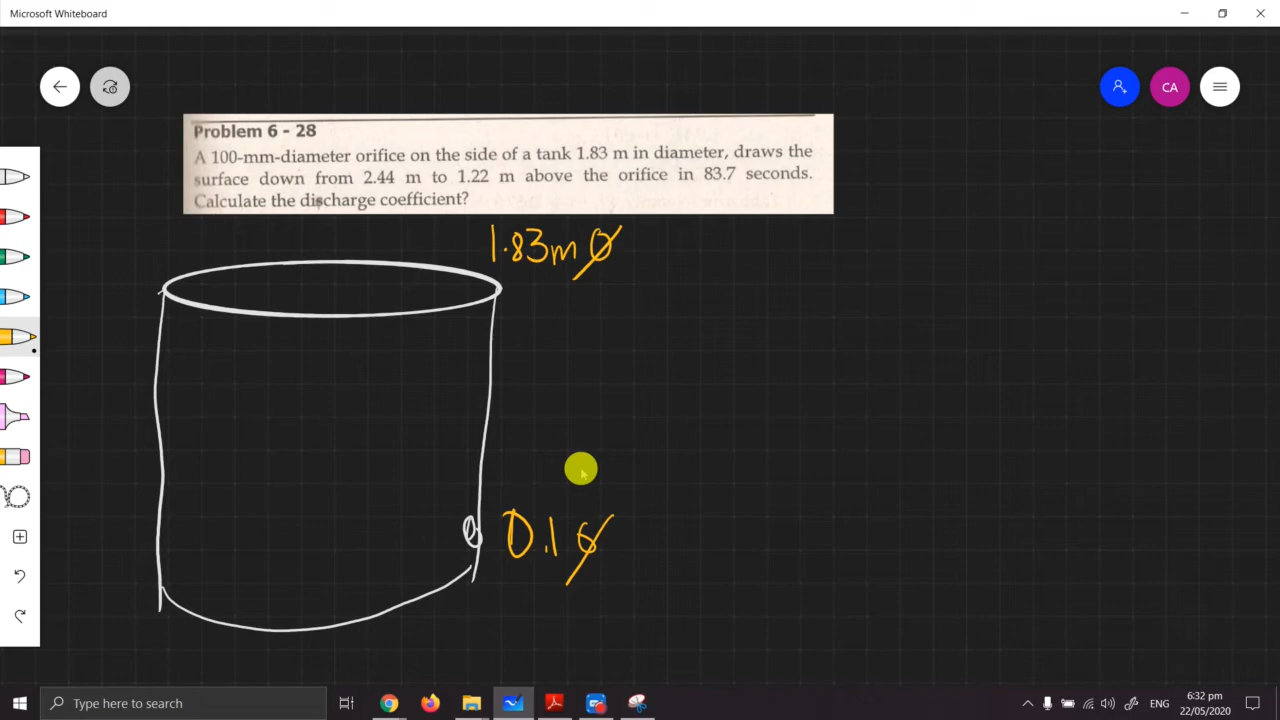 Microsoft Whiteboard
CA
Problem 6 - 28
A 100-mm-diameter orifice on the side of a tank 1.83 m in diameter, draws the
surface down from 2.44 m to 1.22 m above the orifice in 83.7 seconds.
Calculate the discharge coefficient?
1.83m Ø
0.1 Ø
Type here to search
ENG
6:32 pm
22/05/2020